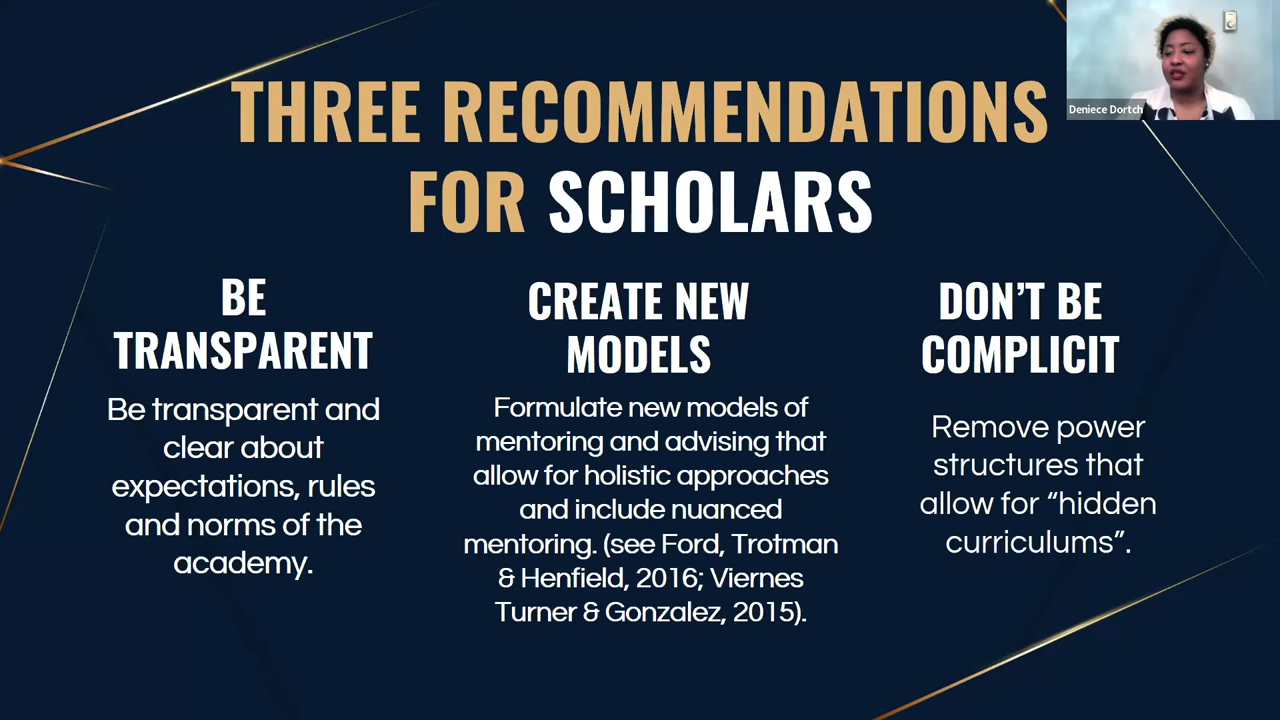 THREE RECOMMENDATIONS
FOR SCHOLARS
Deniece Dortch
BE
TRANSPARENT
Be transparent and
clear about
expectations, rules
and norms of the
academy.
CREATE NEW
MODELS
Formulate new models of
mentoring and advising that
allow for holistic approaches
and include nuanced
mentoring. (see Ford, Trotman
& Henfield, 2016; Viernes
Turner & Gonzalez, 2015).
DON’T BE
COMPLICIT
Remove power
structures that
allow for “hidden
curriculums”.